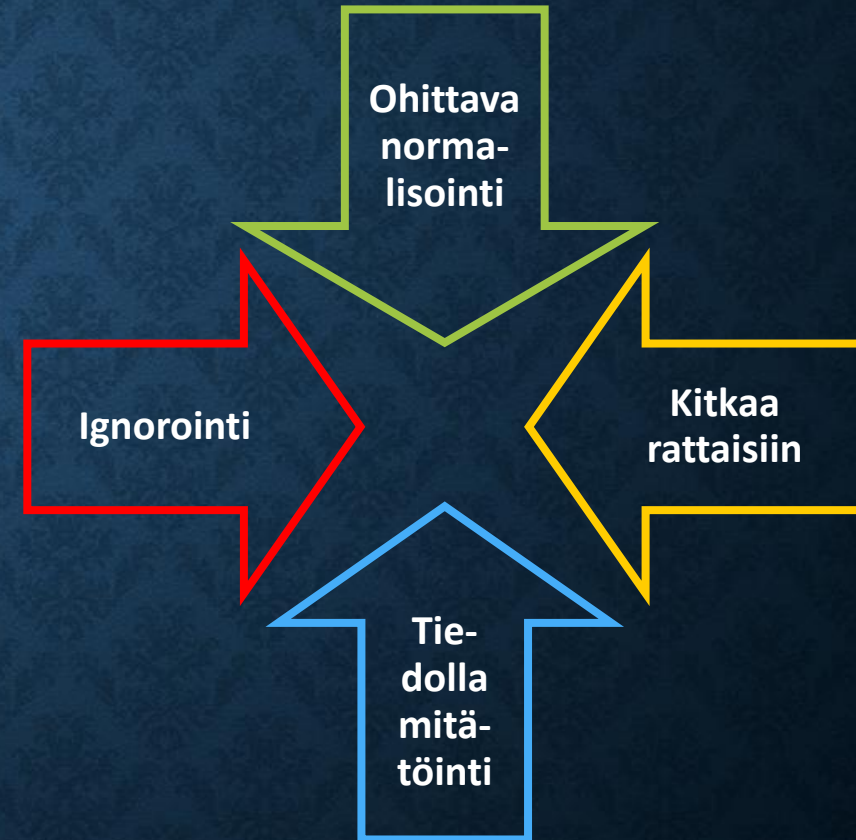 Ohittava
norma-
lisointi
Ignorointi
Kitkaa
rattaisiin
Tie-
dolla
mitä-
töinti